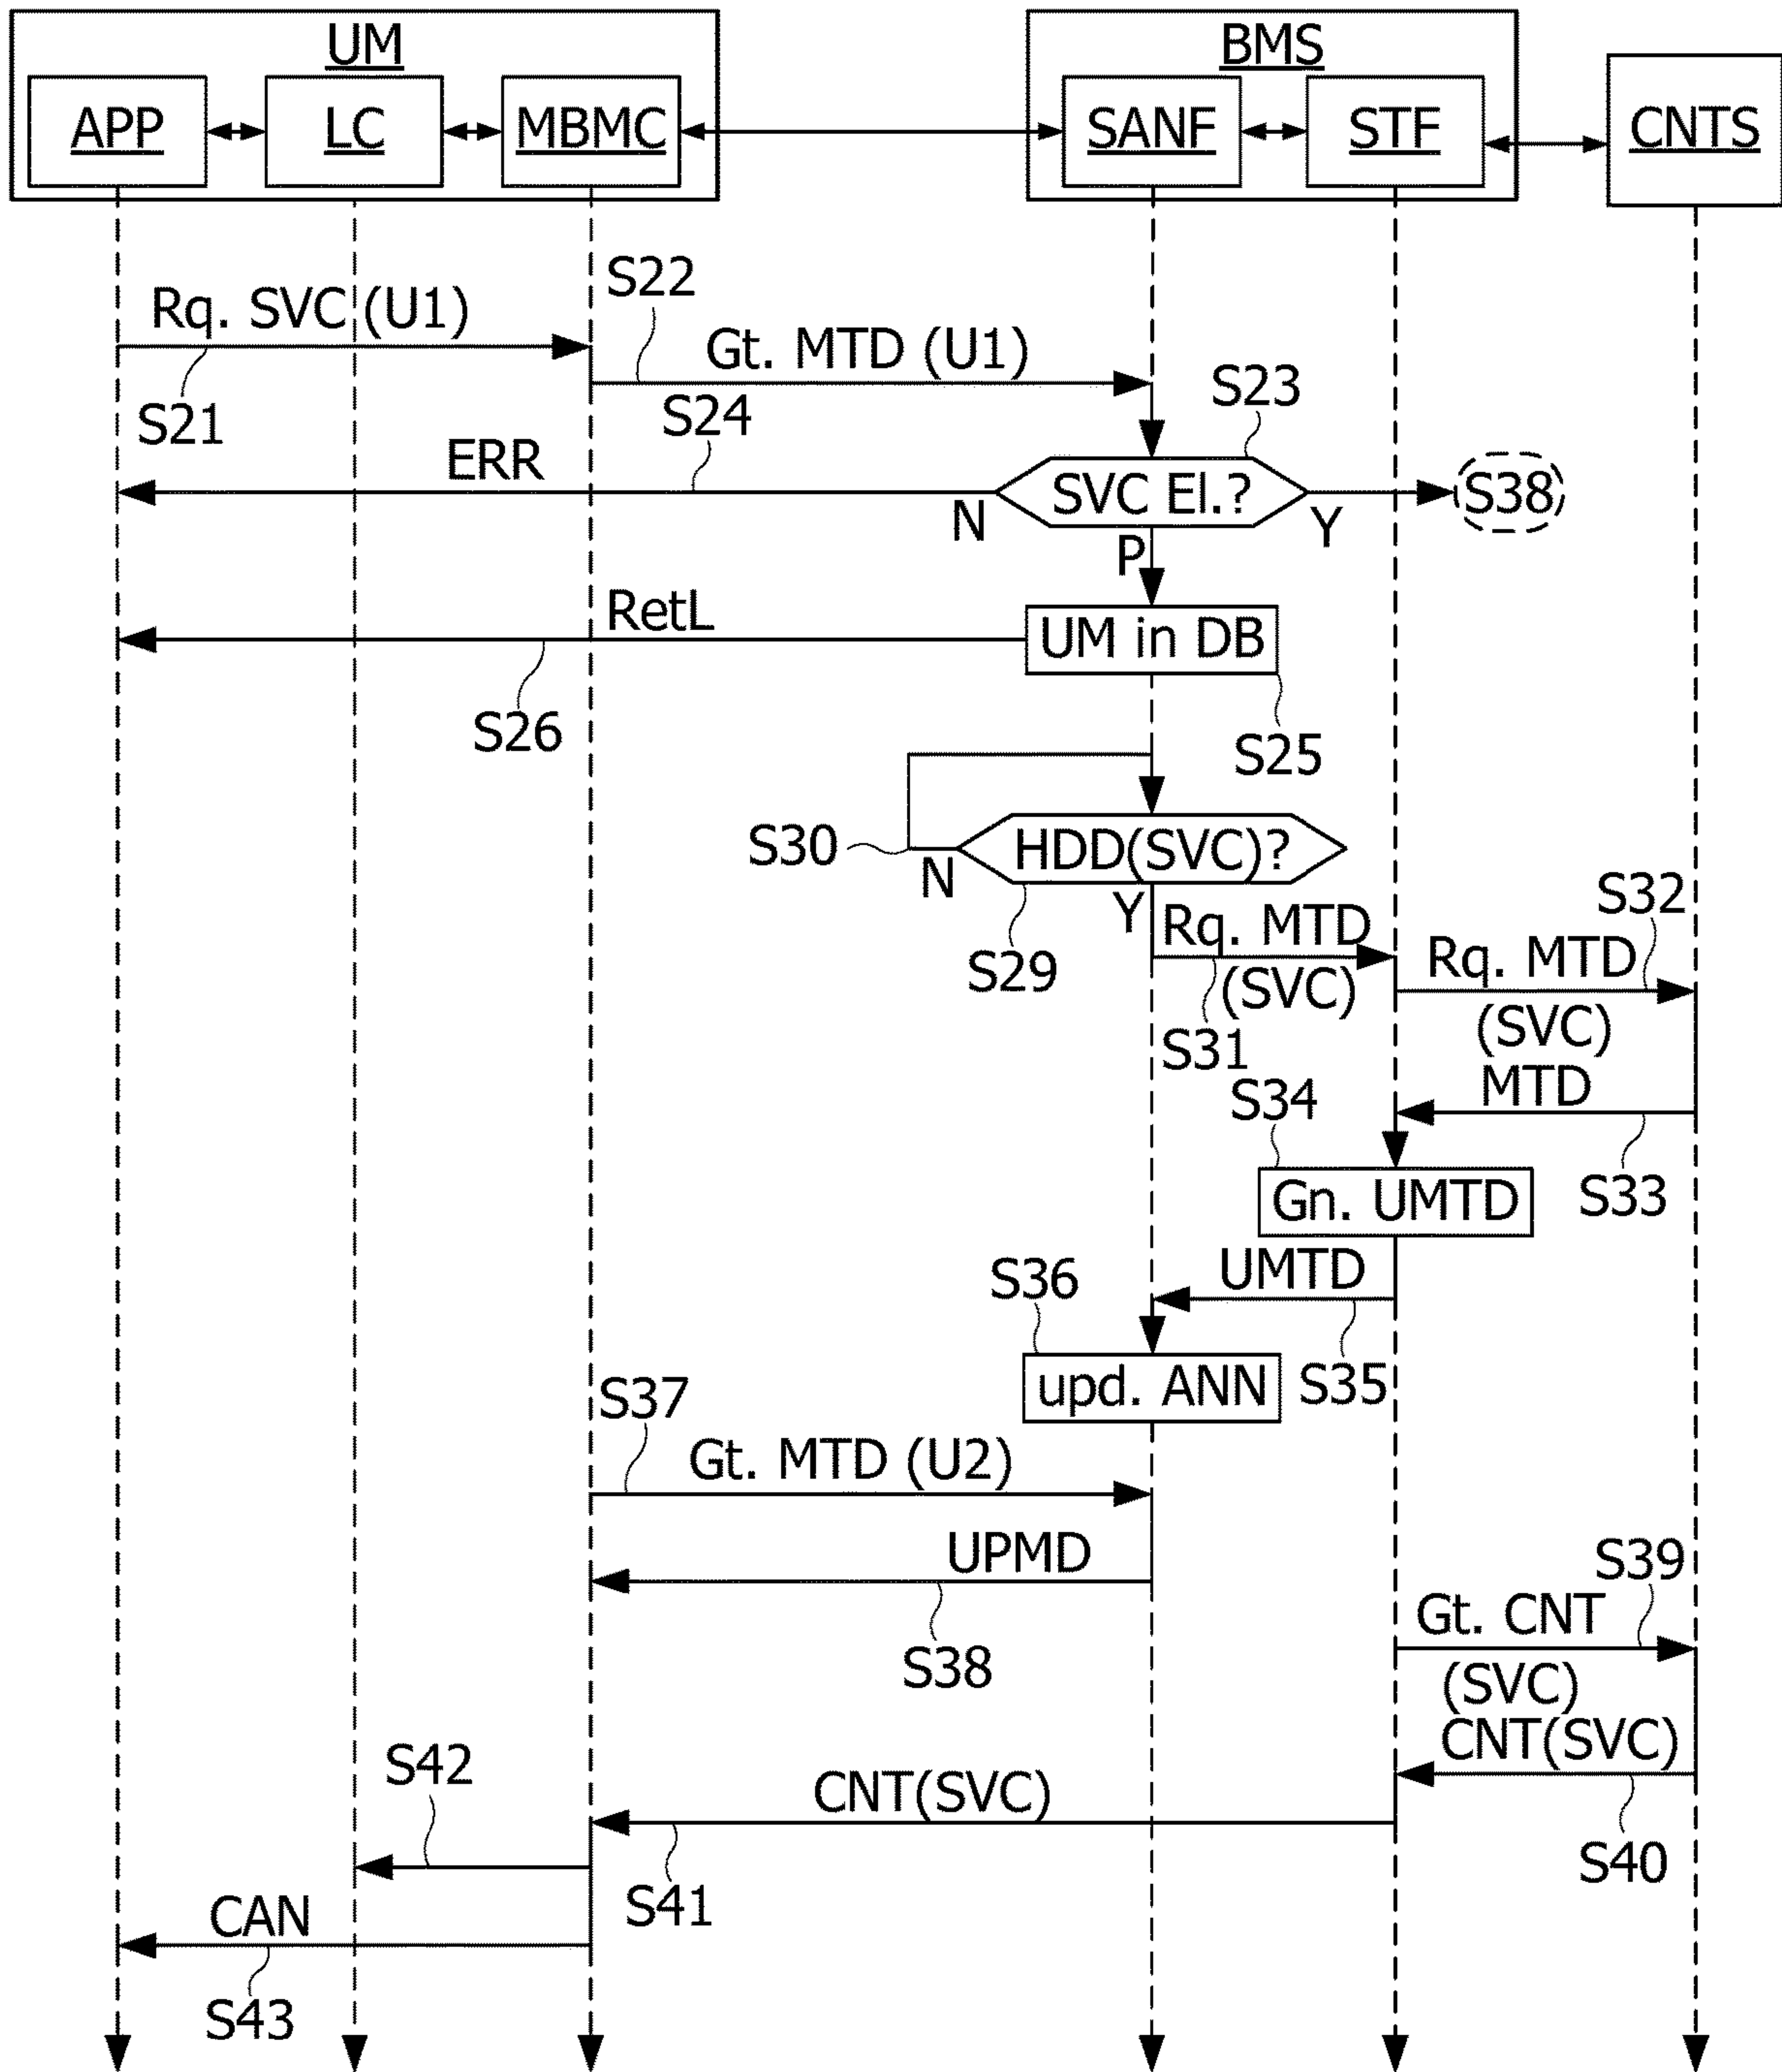 UM
BMS
APP
LC
MBMC
SANF
STF
CNTS
S22
Rq. SVC (U1)
Gt. MTD (U1)
S23
S21
S24
ERR
SVC El.?
S38
N
Y
P
RetL
UM in DB
S26
S25
S30
HDD(SVC)?
N
Y
S32
Rq. MTD
S29
(SVC)
Rq. MTD
S31
(SVC)
S34
MTD
Gn. UMTD
S33
S36
UMTD
upd. ANN
S35
S37
Gt. MTD (U2)
UPMD
S39
S38
Gt. CNT
(SVC)
S42
CNT(SVC)
CNT(SVC)
S40
S41
CAN
S43